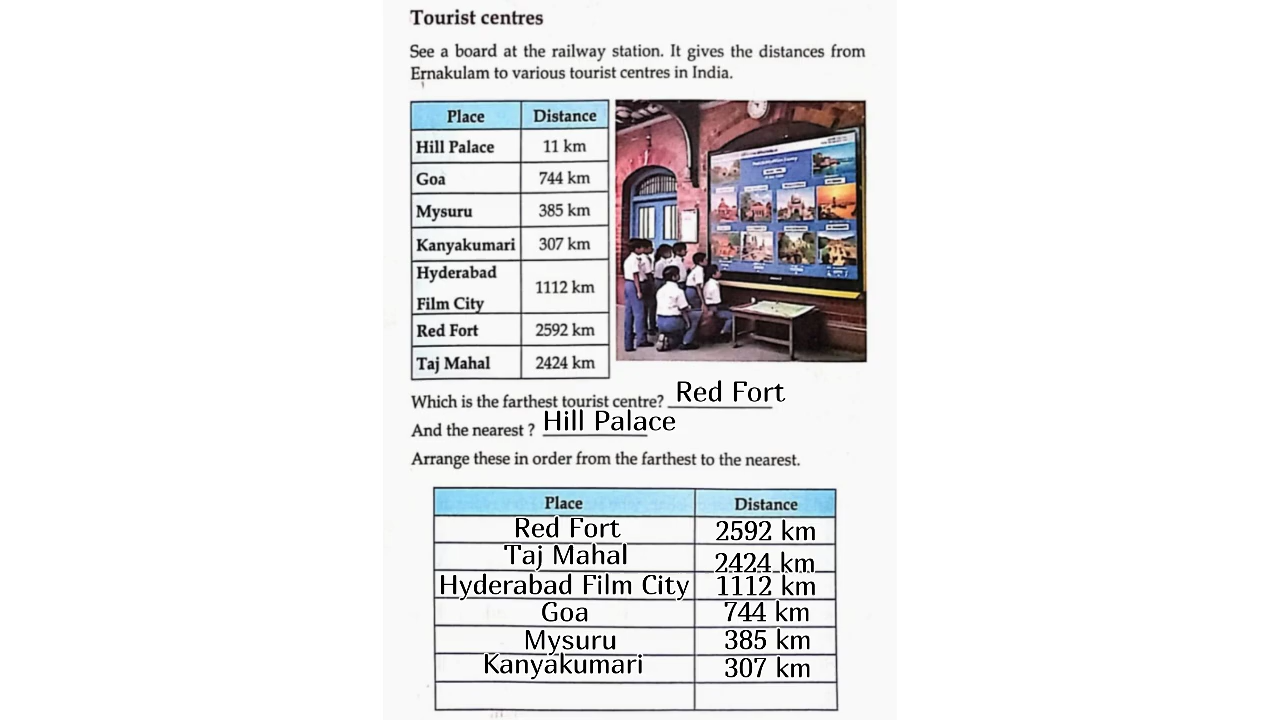 Tourist centres
See a board at the railway station. It gives the distances from
Ernakulam to various tourist centres in India.
Place Distance
Hill Palace 11 km
Goa 744 km
Mysuru 385 km
Kanyakumari 307 km
Hyderabad
Film City 1112 km
Red Fort 2592 km
Taj Mahal 2424 km
Which is the farthest tourist centre? Red Fort
And the nearest ? Hill Palace
Arrange these in order from the farthest to the nearest.
Place Distance
Red Fort 2592 km
Taj Mahal 2424 km
Hyderabad Film City 1112 km
Goa 744 km
Mysuru 385 km
Kanyakumari 307 km